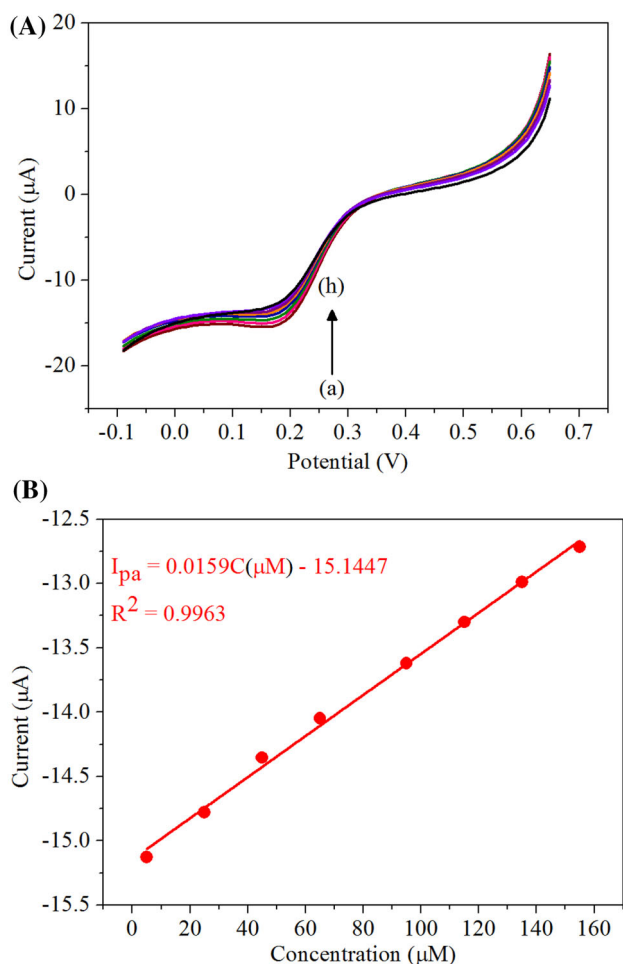 (A)
20
10
0
-10
-20
Current (μA)
(h)
(a)
-0.1 0.0 0.1 0.2 0.3 0.4 0.5 0.6 0.7
Potential (V)
(B)
-12.5
-13.0
-13.5
-14.0
-14.5
-15.0
-15.5
Current (μA)
Ipa = 0.0159C(μM) - 15.1447
R2 = 0.9963
0 20 40 60 80 100 120 140 160
Concentration (μM)